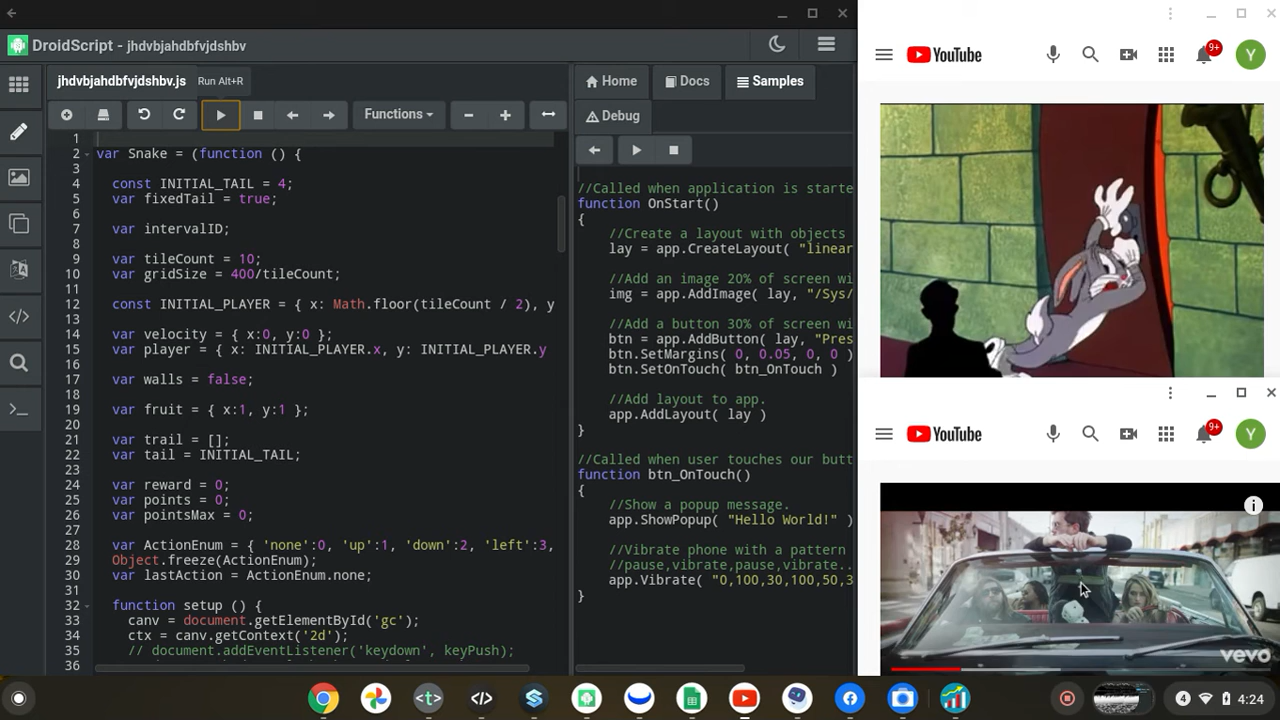 DroidScript - jhdvbjahdbfvjdshbv
jhdvbjahdbfvjdshbv.js
Run Alt+R
Functions
1
2 var Snake = (function () {
3
4 const INITIAL_TAIL = 4;
5 var fixedTail = true;
6
7 var intervalID;
8
9 var tileCount = 10;
10 var gridSize = 400/tileCount;
11
12 const INITIAL_PLAYER = { x: Math.floor(tileCount / 2), y
13
14 var velocity = { x:0, y:0 };
15 var player = { x: INITIAL_PLAYER.x, y: INITIAL_PLAYER.y
16
17 var walls = false;
18
19 var fruit = { x:1, y:1 };
20
21 var trail = [];
22 var tail = INITIAL_TAIL;
23
24 var reward = 0;
25 var points = 0;
26 var pointsMax = 0;
27
28 var ActionEnum = { 'none':0, 'up':1, 'down':2, 'left':3,
29 Object.freeze(ActionEnum);
30 var lastAction = ActionEnum.none;
31
32 function setup () {
33 canv = document.getElementById('gc');
34 ctx = canv.getContext('2d');
35 // document.addEventListener('keydown', keyPush);
36
Home
Docs
Samples
Debug
//Called when application is starte
function OnStart()
{
//Create a layout with objects
lay = app.CreateLayout( "linear
//Add an image 20% of screen wi
img = app.AddImage( lay, "/Sys/
//Add a button 30% of screen wi
btn = app.AddButton( lay, "Pres
btn.SetMargins( 0, 0.05, 0, 0 )
btn.SetOnTouch( btn_OnTouch )
//Add layout to app.
app.AddLayout( lay )
}
//Called when user touches our butt
function btn_OnTouch()
{
//Show a popup message.
app.ShowPopup( "Hello World!" )
//Vibrate phone with a pattern
//pause,vibrate,pause,vibrate..
app.Vibrate( "0,100,30,100,50,3
}
YouTube
9+
Y
YouTube
9+
Y
vevo
4
4:24